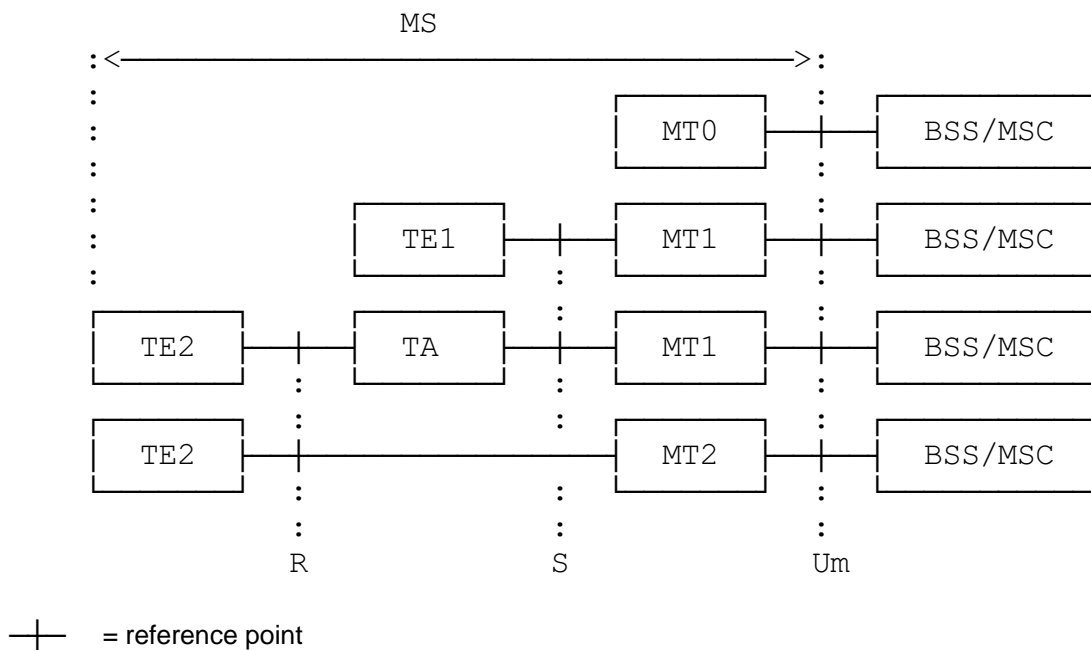 MS
MT0 BSS/MSC
TE1 MT1 BSS/MSC
TE2 TA MT1 BSS/MSC
TE2 MT2 BSS/MSC
R S Um
= reference point